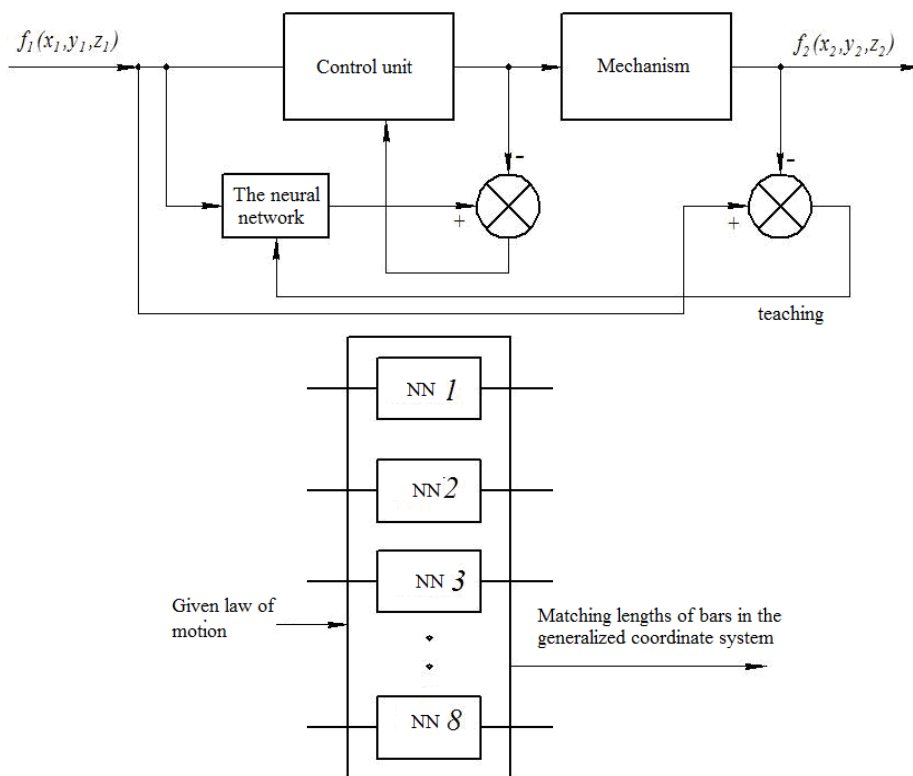 f₁(x₁,y₁,z₁)
Control unit
Mechanism
f₂(x₂,y₂,z₂)
-
-
The neural
network
+
+
teaching
NN 1
NN 2
NN 3
Given law of
motion
Matching lengths of bars in the
generalized coordinate system
NN 8